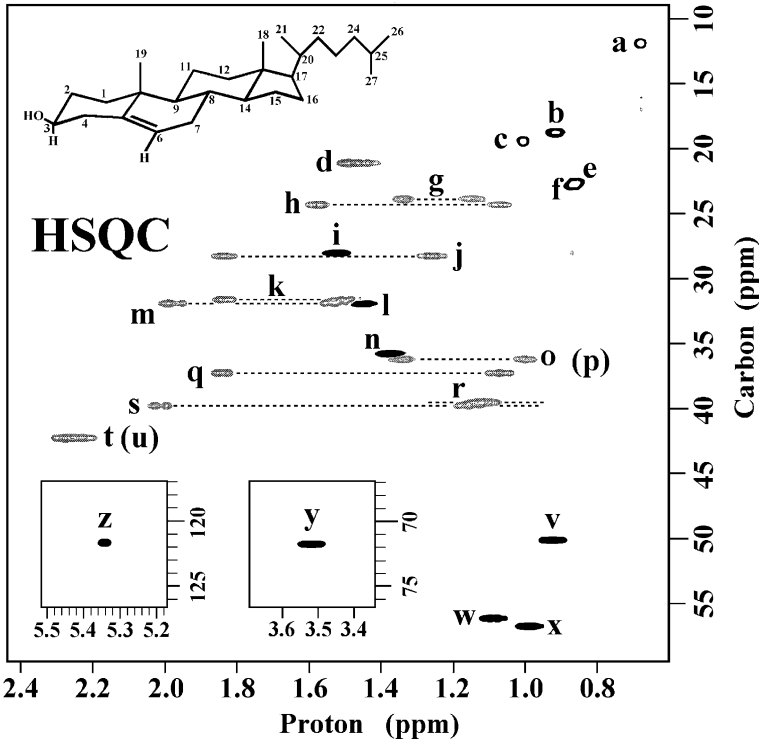 21 22 24 26
18 20 25
19 11 12 17 27
2 1 16
9 8 14 15
HO 3 4 7
H 6
H
HSQC
a
b
c
d
e
f
g
h
i
j
k
l
m
n
o (p)
q
r
s
t (u)
v
w x
z
y
120
125
5.5 5.4 5.3 5.2
70
75
3.6 3.5 3.4
10
15
20
25
30
35
40
45
50
55
Carbon (ppm)
2.4 2.2 2.0 1.8 1.6 1.4 1.2 1.0 0.8
Proton (ppm)